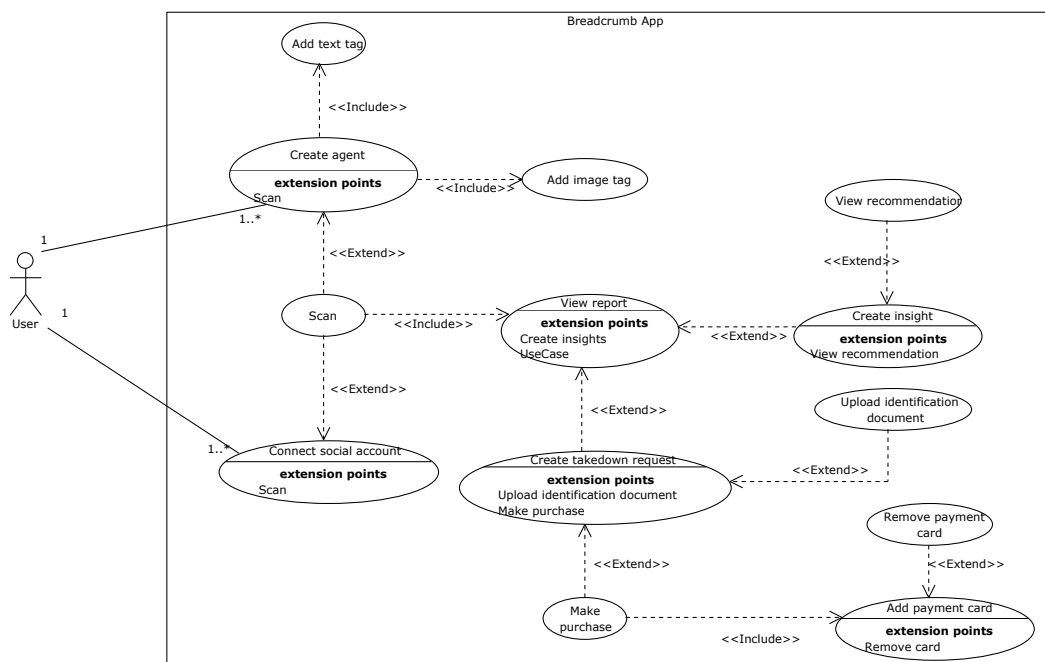 Breadcrumb App
Add text tag
<<Include>>
Create agent
extension points
Scan
<<Include>>
Add image tag
View recommendation
1..*
1
<<Extend>>
<<Extend>>
User
1
Scan
<<Include>>
View report
extension points
Create insights
UseCase
<<Extend>>
Create insight
extension points
View recommendation
<<Extend>>
Upload identification
document
<<Extend>>
1..*
Connect social account
extension points
Scan
Create takedown request
extension points
Upload identification document
Make purchase
<<Extend>>
Remove payment
card
<<Extend>>
<<Extend>>
Make
purchase
<<Include>>
Add payment card
extension points
Remove card